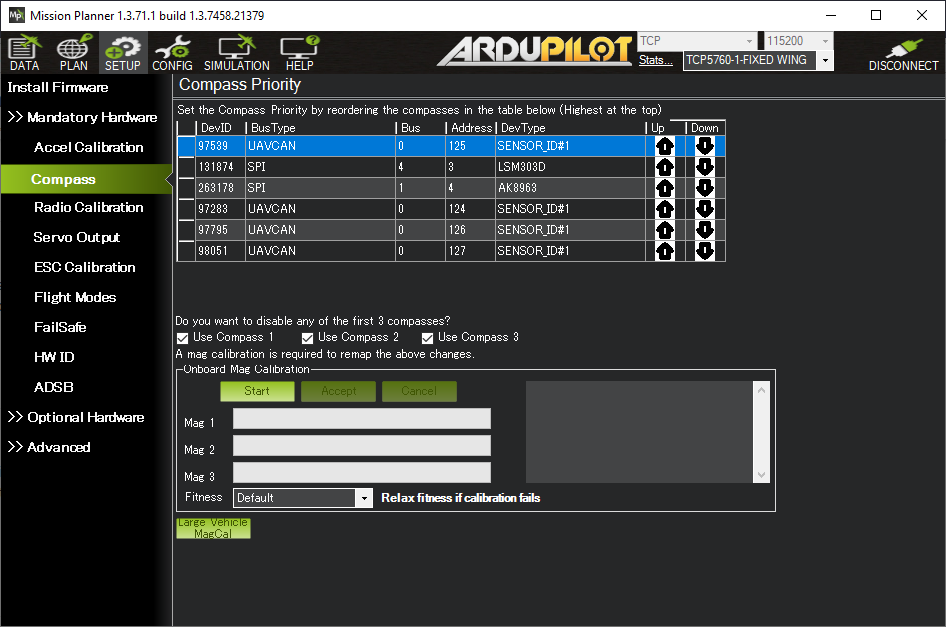 Mission Planner 1.3.71.1 build 1.3.7458.21379
DATA PLAN SETUP CONFIG SIMULATION HELP
ARDUPILOT
TCP 115200
Stats... TCP5760-1-FIXED WING
DISCONNECT
Install Firmware
>> Mandatory Hardware
Accel Calibration
Compass
Radio Calibration
Servo Output
ESC Calibration
Flight Modes
FailSafe
HW ID
ADSB
>> Optional Hardware
>> Advanced
Compass Priority
Set the Compass Priority by reordering the compasses in the table below (Highest at the top)
DevID BusType Bus Address DevType Up Down
97539 UAVCAN 0 125 SENSOR_ID#1
131874 SPI 4 3 LSM303D
263178 SPI 1 4 AK8963
97283 UAVCAN 0 124 SENSOR_ID#1
97795 UAVCAN 0 126 SENSOR_ID#1
98051 UAVCAN 0 127 SENSOR_ID#1
Do you want to disable any of the first 3 compasses?
Use Compass 1 Use Compass 2 Use Compass 3
A mag calibration is required to remap the above changes.
Onboard Mag Calibration
Start Accept Cancel
Mag 1
Mag 2
Mag 3
Fitness Default Relax fitness if calibration fails
Large Vehicle
MagCal